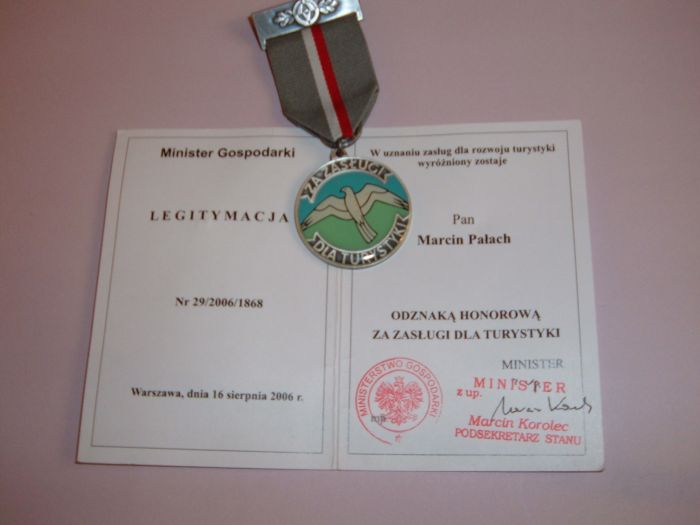 Minister Gospodarki
LEGITYMACJA
Nr 29/2006/1868
Warszawa, dnia 16 sierpnia 2006 r.
ZA ZASŁUGI
DLA TURYSTYKI
W uznaniu zasług dla rozwoju turystyki
wyróżniony zostaje
Pan
Marcin Pałach
ODZNAKĄ HONOROWĄ
ZA ZASŁUGI DLA TURYSTYKI
MINISTER
MINISTER
z up.
Marcin Korolec
PODSEKRETARZ STANU
MINISTERSTWO GOSPODARKI
mp